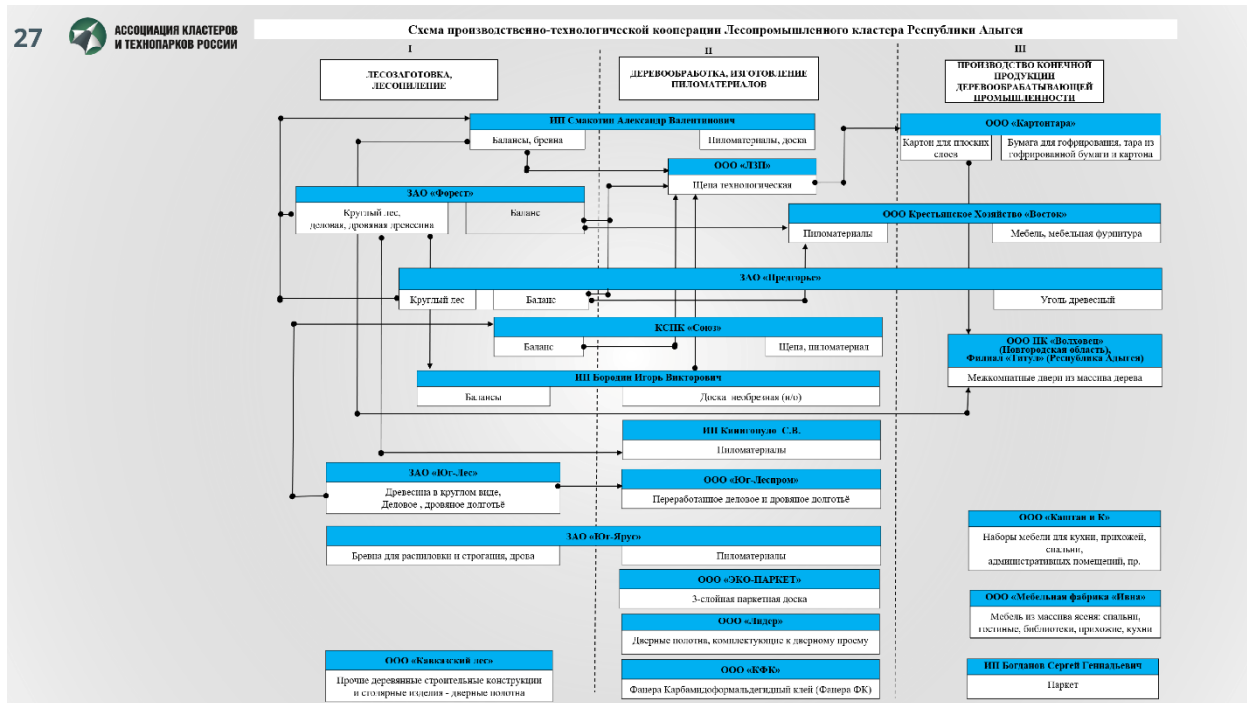 27
АССОЦИАЦИЯ КЛАСТЕРОВ
И ТЕХНОПАРКОВ РОССИИ
Схема производственно-технологической кооперации Лесопромышленного кластера Республики Адыгея
I
II
III
ЛЕСОЗАГОТОВКА,
ЛЕСОПИЛЕНИЕ
ДЕРЕВООБРАБОТКА, ИЗГОТОВЛЕНИЕ
ПИЛОМАТЕРИАЛОВ
ПРОИЗВОДСТВО КОНЕЧНОЙ
ПРОДУКЦИИ
ДЕРЕВООБРАБАТЫВАЮЩЕЙ
ПРОМЫШЛЕННОСТИ
ИП Смакотин Александр Валентинович
Балансы, бревна
Пиломатериалы, доска
ООО «Картонтара»
Картон для плоских
слоев
Бумага для гофрирования, тара из
гофрированной бумаги и картона
ООО «ЛЗП»
Щепа технологическая
ЗАО «Форест»
Круглый лес,
деловая, дровяная древесина
Баланс
ООО Крестьянское Хозяйство «Восток»
Пиломатериалы
Мебель, мебельная фурнитура
ЗАО «Предгорье»
Круглый лес
Баланс
Уголь древесный
КСПК «Союз»
Баланс
Щепа, пиломатериал
ООО ПК «Волховец»
(Новгородская область),
Филиал «Титул» (Республика Адыгея)
Межкомнатные двери из массива дерева
ИП Бородин Игорь Викторович
Балансы
Доска необрезная (н/о)
ИП Книгопуло С.В.
Пиломатериалы
ЗАО «Юг-Лес»
Древесина в круглом виде,
Деловое , дровяное долготьё
ООО «Юг-Леспром»
Переработанное деловое и дровяное долготьё
ЗАО «Юг-Ярус»
Бревна для распиловки и строгания, дрова
Пиломатериалы
ООО «Каштан и К»
Наборы мебели для кухни, прихожей,
спальни,
административных помещений, пр.
ООО «ЭКО-ПАРКЕТ»
3-слойная паркетная доска
ООО «Мебельная фабрика «Ивна»
Мебель из массива ясеня: спальни,
гостиные, библиотеки, прихожие, кухни
ООО «Лидер»
Дверные полотна, комплектующие к дверному проему
ООО «Кавказский лес»
Прочие деревянные строительные конструкции
и столярные изделия - дверные полотна
ООО «КФК»
Фанера Карбамидоформальдегидный клей (Фанера ФК)
ИП Богданов Сергей Геннадьевич
Паркет